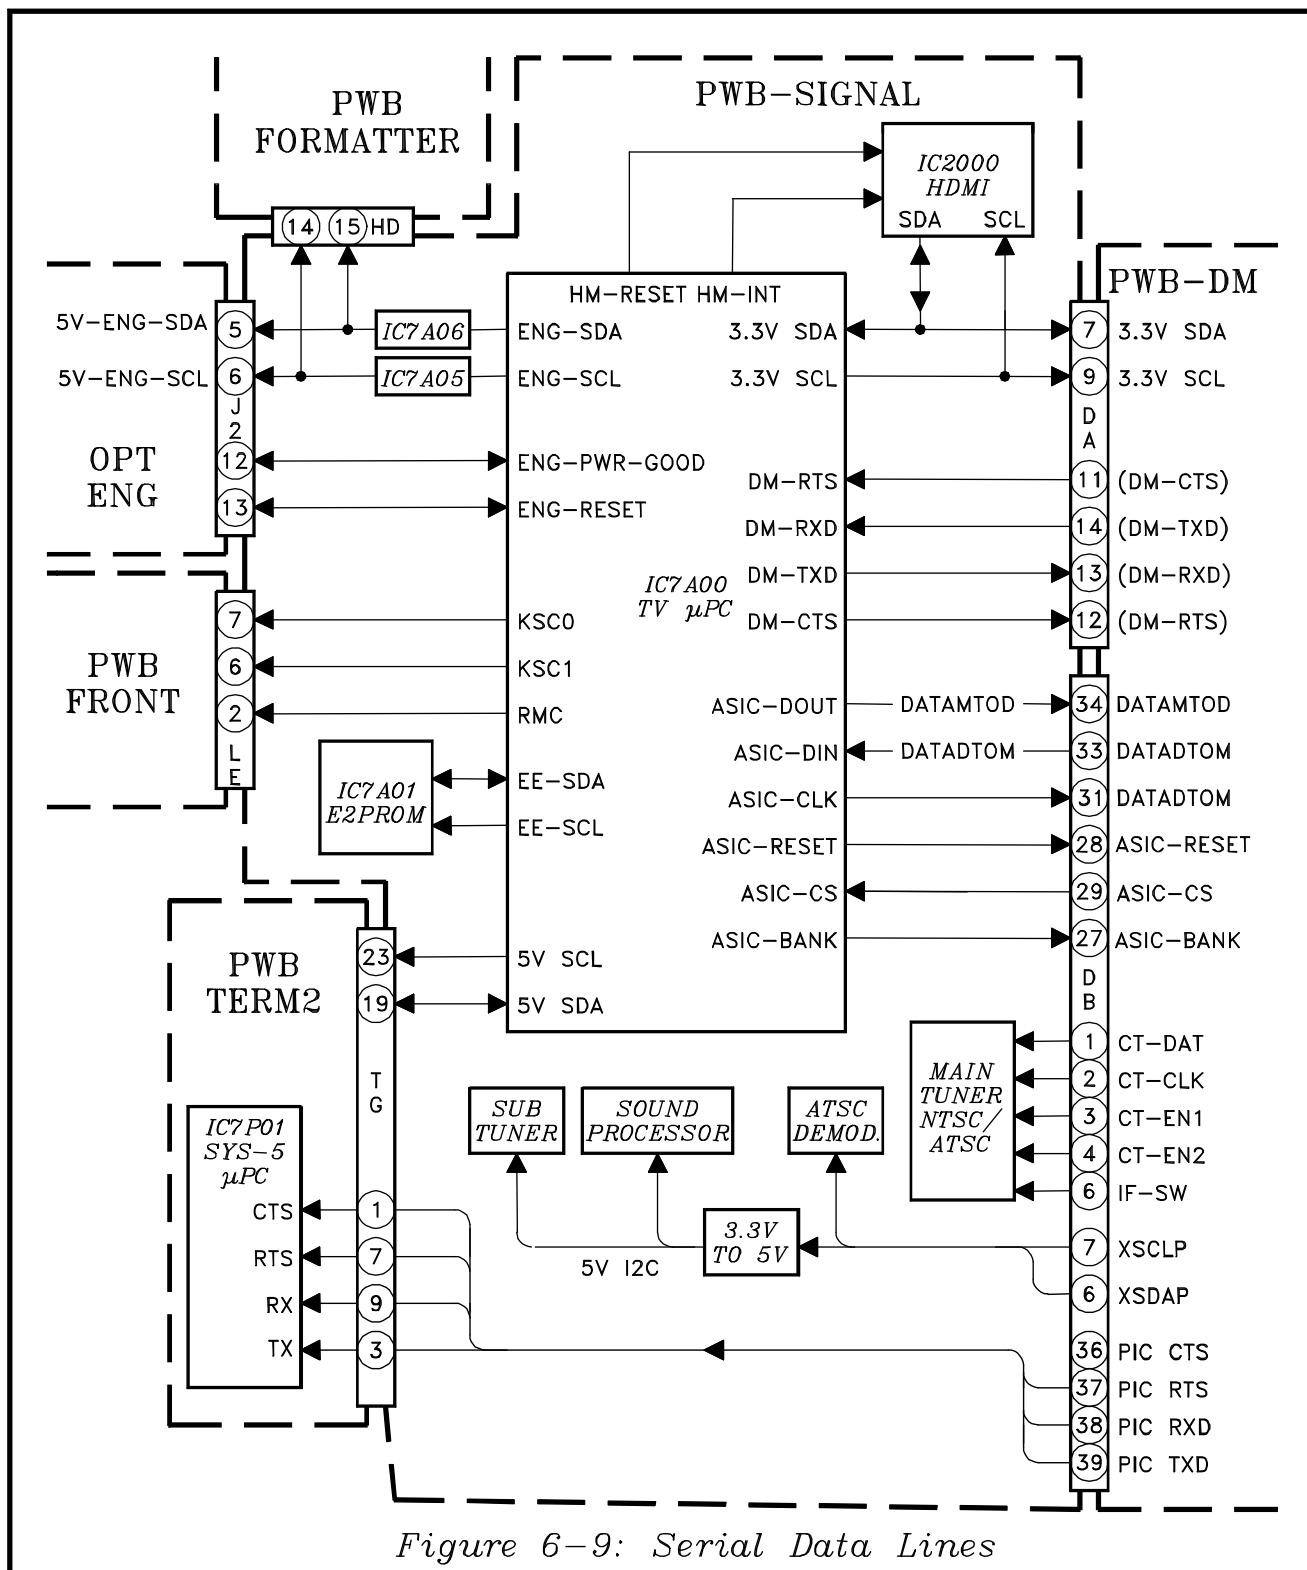 PWB
FORMATTER
14 15 HD
PWB-SIGNAL
IC2000
HDMI
SDA SCL
PWB-DM
5V-ENG-SDA
5V-ENG-SCL
OPT
ENG
5
6
J
2
12
13
IC7A06
IC7A05
HM-RESET HM-INT
ENG-SDA
ENG-SCL
ENG-PWR-GOOD
ENG-RESET
KSC0
KSC1
RMC
EE-SDA
EE-SCL
5V SCL
5V SDA
IC7A00
TV µPC
3.3V SDA
3.3V SCL
DM-RTS
DM-RXD
DM-TXD
DM-CTS
ASIC-DOUT
ASIC-DIN
ASIC-CLK
ASIC-RESET
ASIC-CS
ASIC-BANK
DATAMTOD
DATADTOM
7 3.3V SDA
9 3.3V SCL
D
A
11 (DM-CTS)
14 (DM-TXD)
13 (DM-RXD)
12 (DM-RTS)
34 DATAMTOD
33 DATADTOM
31 DATADTOM
28 ASIC-RESET
29 ASIC-CS
27 ASIC-BANK
D
B
1 CT-DAT
2 CT-CLK
3 CT-EN1
4 CT-EN2
6 IF-SW
7 XSCLP
6 XSDAP
36 PIC CTS
37 PIC RTS
38 PIC RXD
39 PIC TXD
PWB
FRONT
7
6
2
L
E
IC7A01
E2PROM
PWB
TERM2
23
19
T
G
1
7
9
3
IC7P01
SYS-5
µPC
CTS
RTS
RX
TX
SUB
TUNER
SOUND
PROCESSOR
ATSC
DEMOD.
MAIN
TUNER
NTSC/
ATSC
3.3V
TO 5V
5V I2C
Figure 6-9: Serial Data Lines